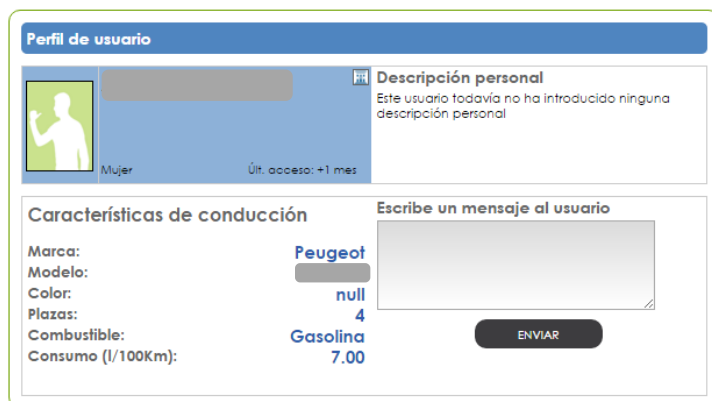 Perfil de usuario
Mujer
Últ. acceso: +1 mes
Descripción personal
Este usuario todavía no ha introducido ninguna
descripción personal
Características de conducción
Marca: Peugeot
Modelo:
Color: null
Plazas: 4
Combustible: Gasolina
Consumo (l/100Km): 7.00
Escribe un mensaje al usuario
ENVIAR